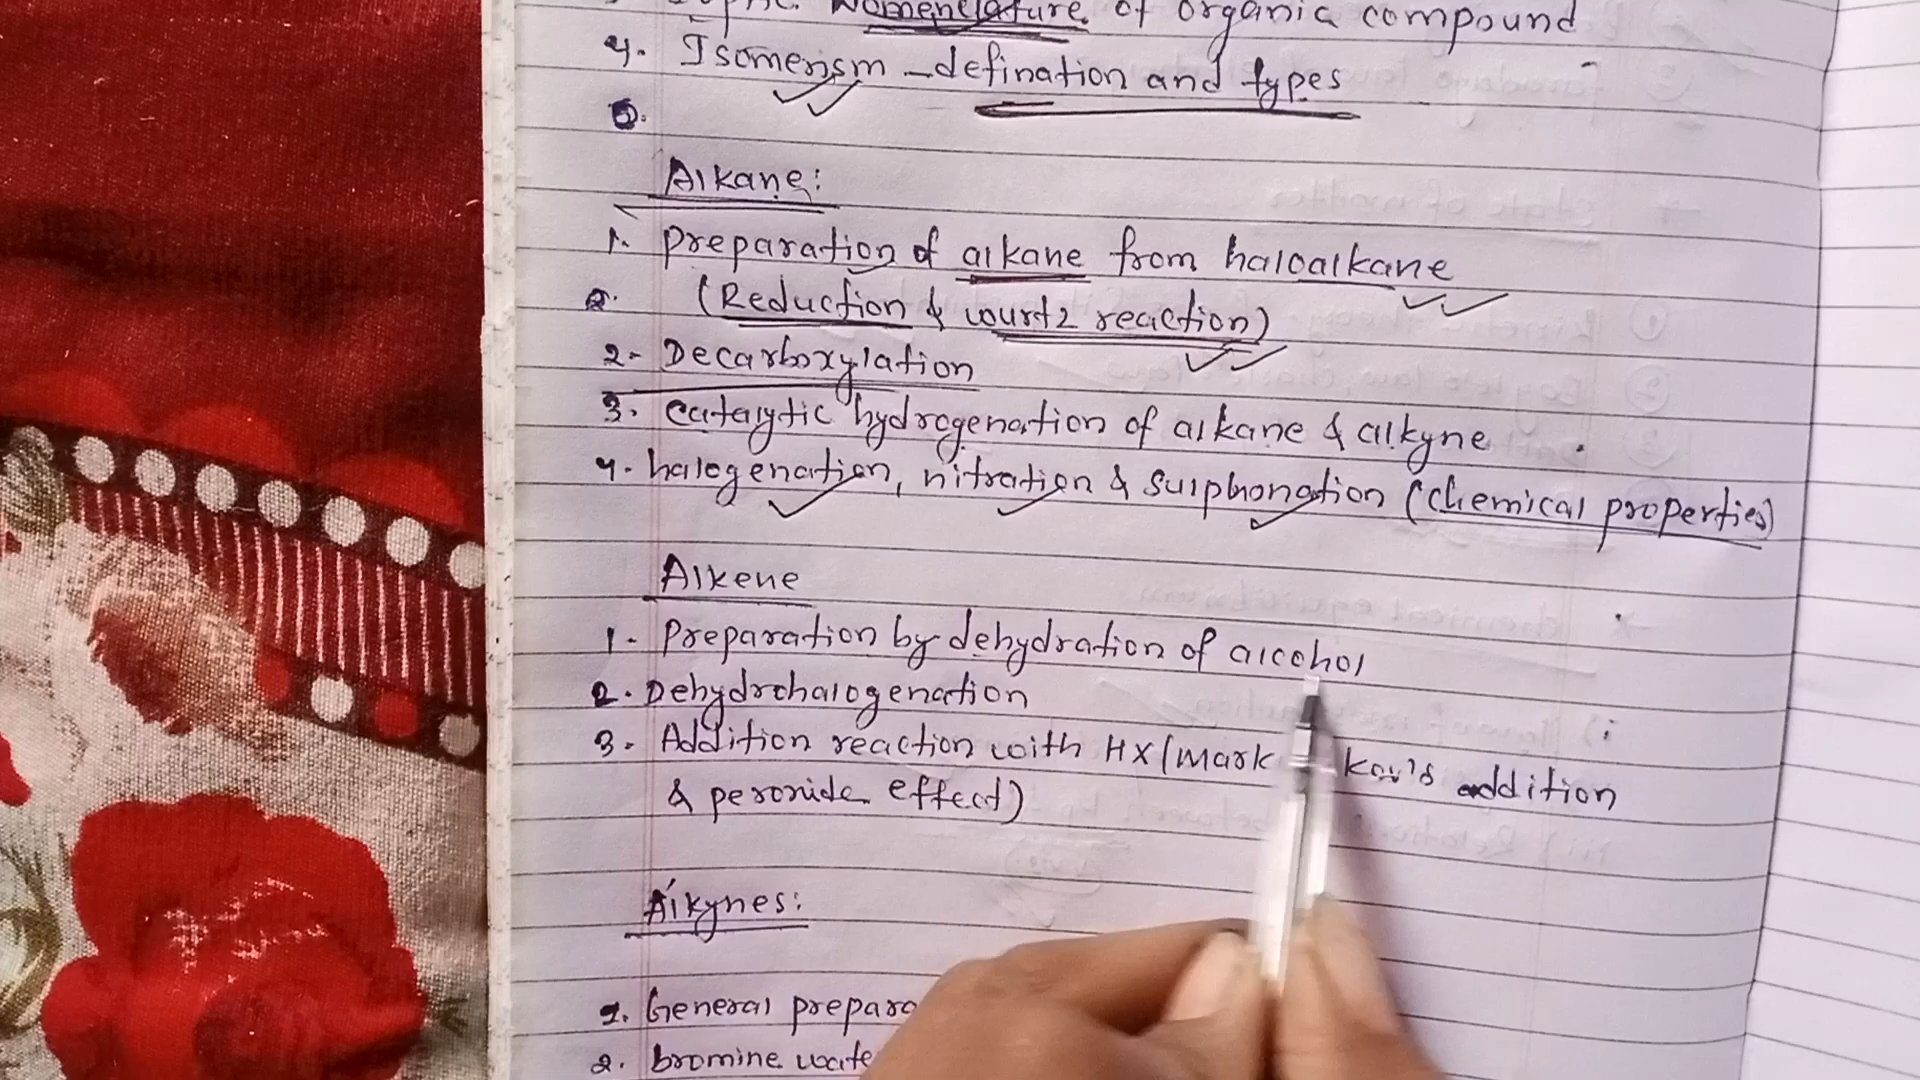 Nomenclature of organic compound
4. Isomerism - defination and types
5.
Alkane:
1. preparation of alkane from haloalkane
2. (Reduction & wurtz reaction)
2- Decarboxylation
3. catalytic hydrogenation of alkane & alkyne
4. halogenation, nitration & sulphonation (chemical properties)
Alkene
1- Preparation by dehydration of alcohol
2. Dehydrohalogenation
3- Addition reaction with HX (mark kov's addition
& peroxide effect)
Alkynes:
1. General prepara
2. bromine wate